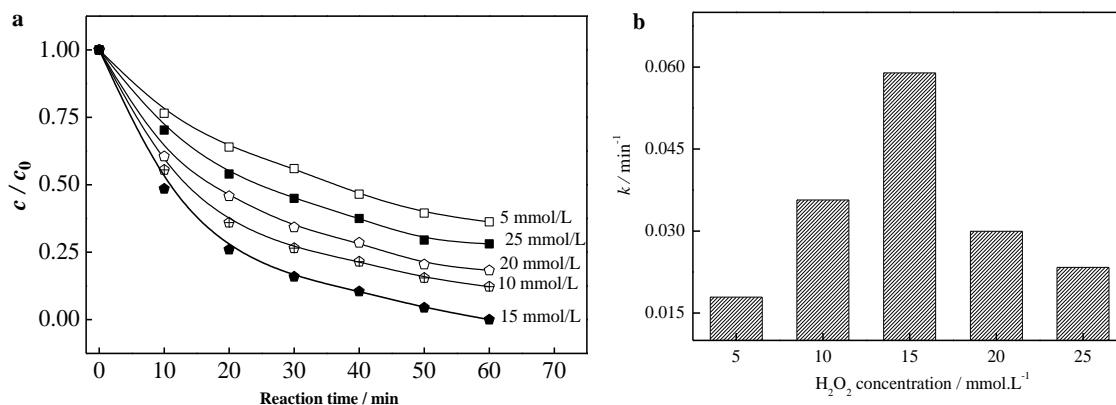 a
1.00
0.75
0.50
0.25
0.00
c / c₀
5 mmol/L
25 mmol/L
20 mmol/L
10 mmol/L
15 mmol/L
0 10 20 30 40 50 60 70
Reaction time / min
b
0.060
0.045
0.030
0.015
k / min⁻¹
5 10 15 20 25
H₂O₂ concentration / mmol.L⁻¹